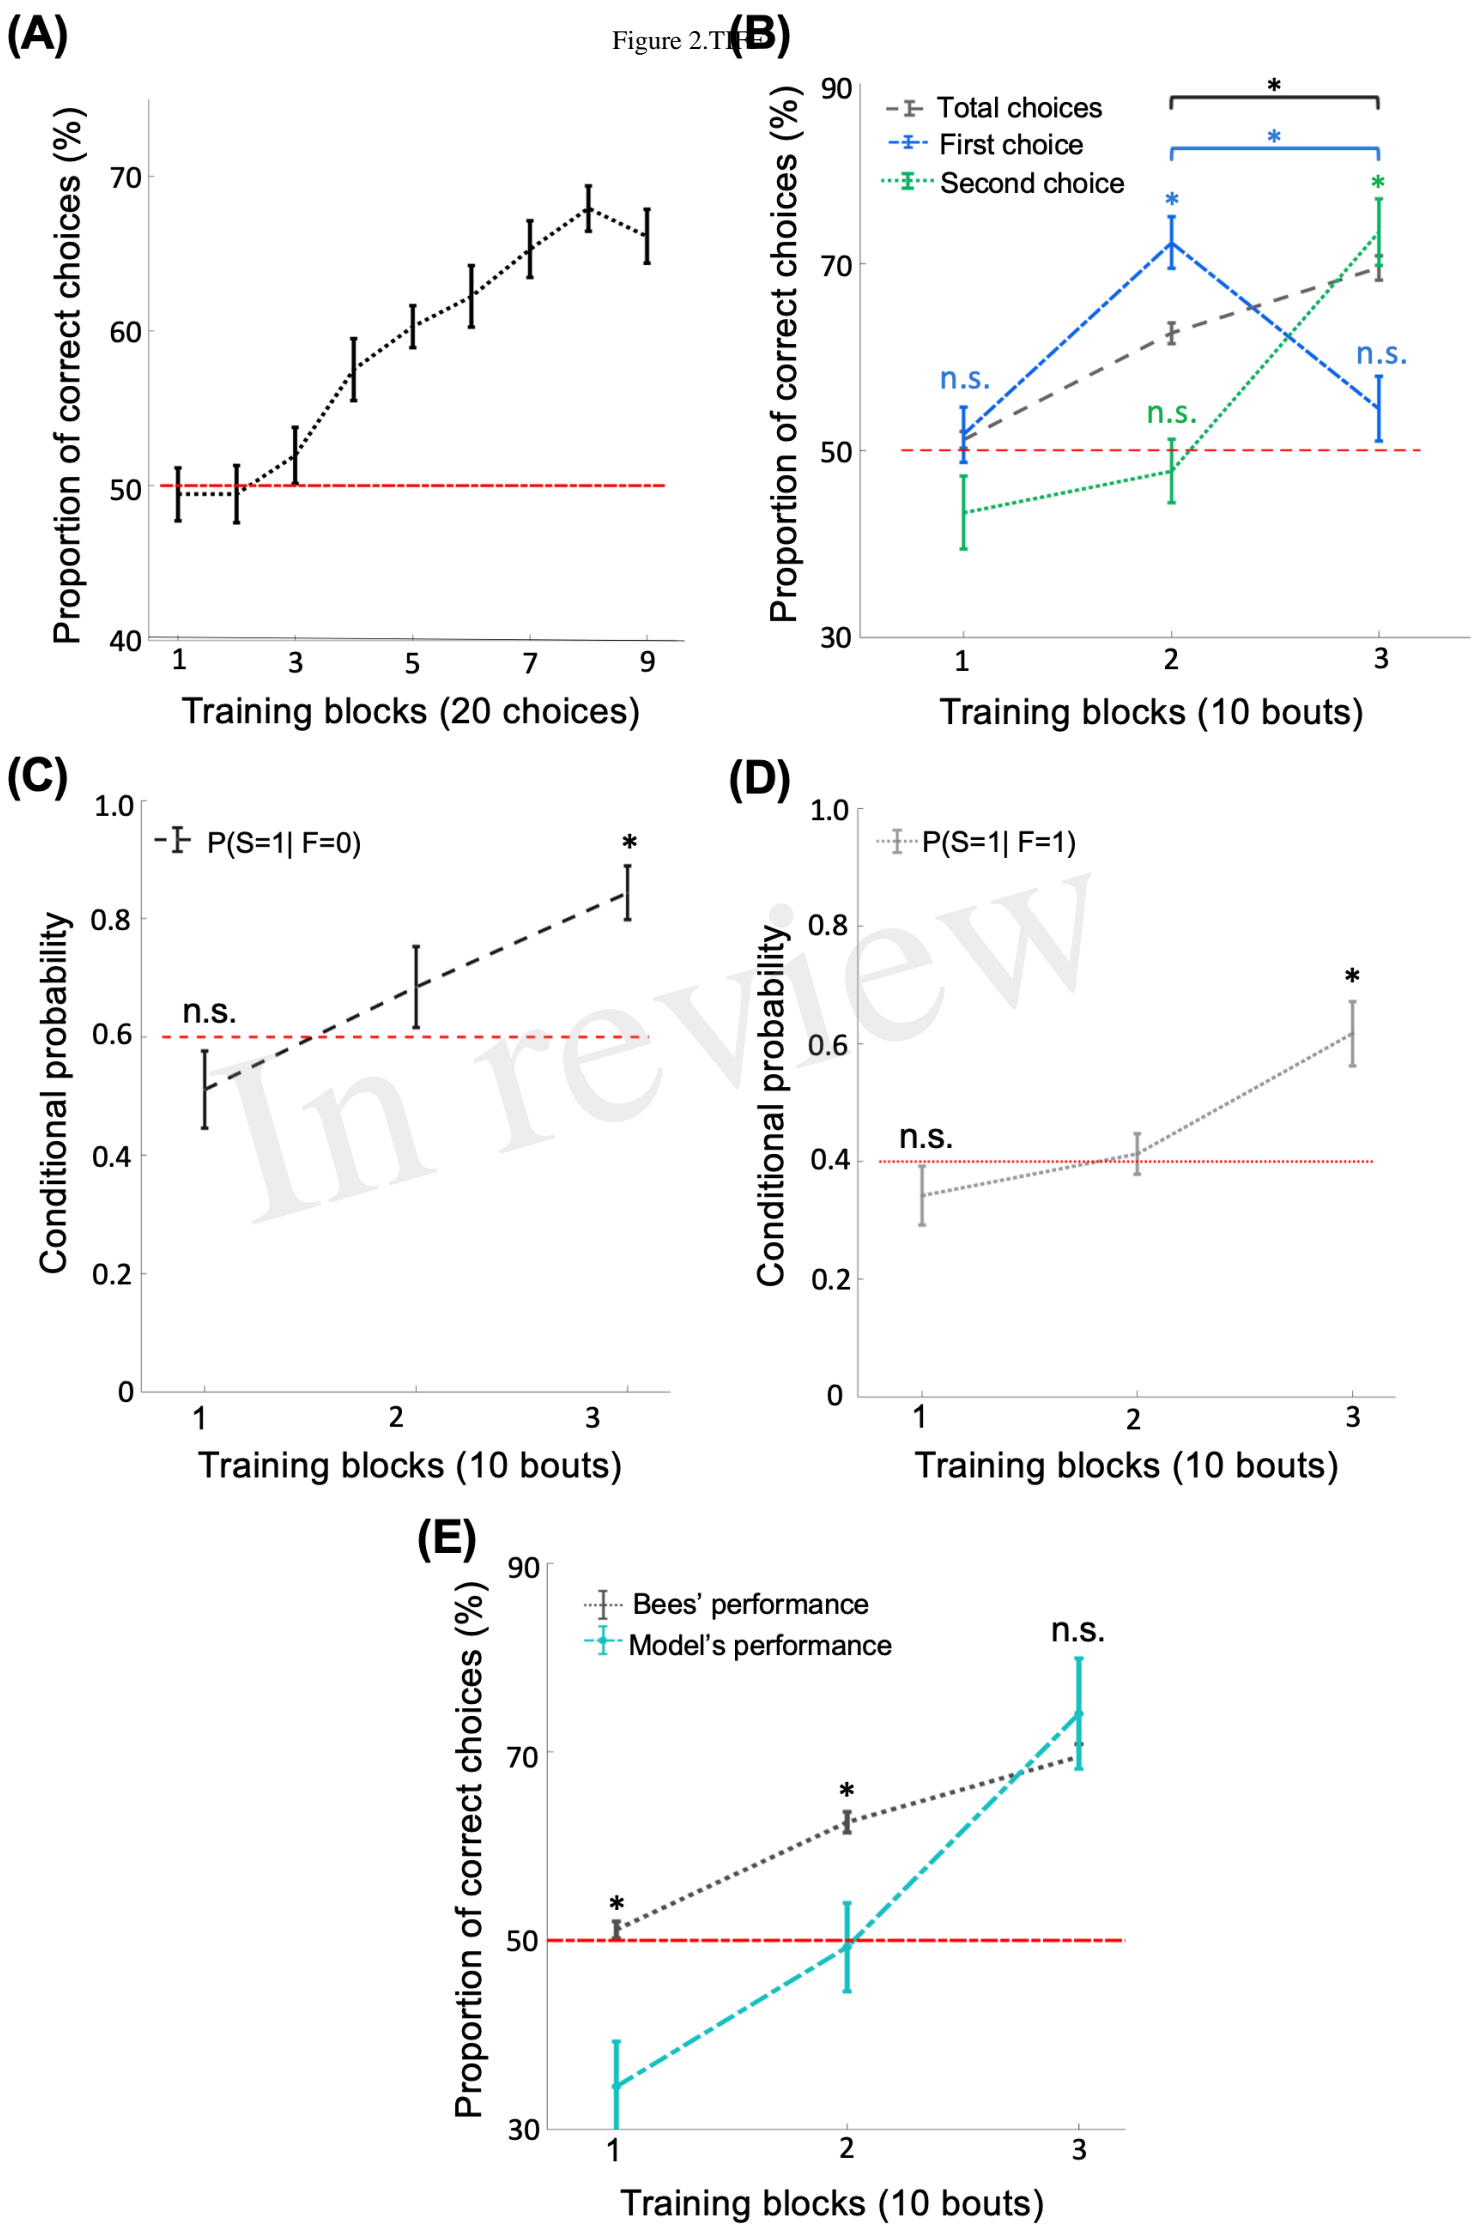 Figure 2.TIFF
(A)
Proportion of correct choices (%)
70
60
50
40
1 3 5 7 9
Training blocks (20 choices)
(B)
Proportion of correct choices (%)
90
70
50
30
Total choices
First choice
Second choice
*
*
*
*
n.s.
n.s.
n.s.
1 2 3
Training blocks (10 bouts)
(C)
Conditional probability
1.0
0.8
0.6
0.4
0.2
0
P(S=1| F=0)
*
n.s.
1 2 3
Training blocks (10 bouts)
(D)
Conditional probability
1.0
0.8
0.6
0.4
0.2
0
P(S=1| F=1)
*
n.s.
1 2 3
Training blocks (10 bouts)
In review
(E)
Proportion of correct choices (%)
90
70
50
30
Bees’ performance
Model’s performance
n.s.
*
*
1 2 3
Training blocks (10 bouts)